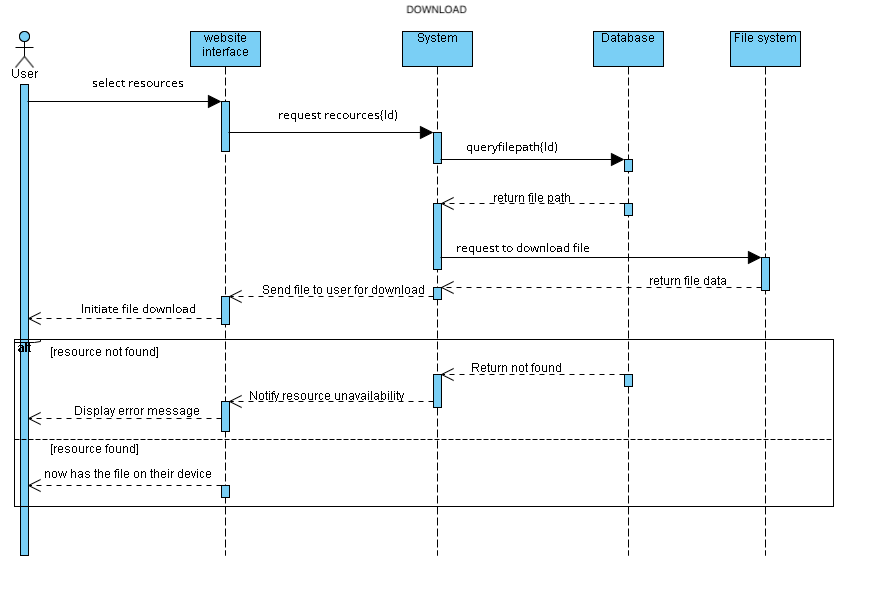 DOWNLOAD
User
website
interface
System
Database
File system
select resources
request recources{Id}
queryfilepath{Id)
return file path
request to download file
return file data
Send file to user for download
Initiate file download
alt
[resource not found]
Return not found
Notify resource unavailability
Display error message
[resource found]
now has the file on their device